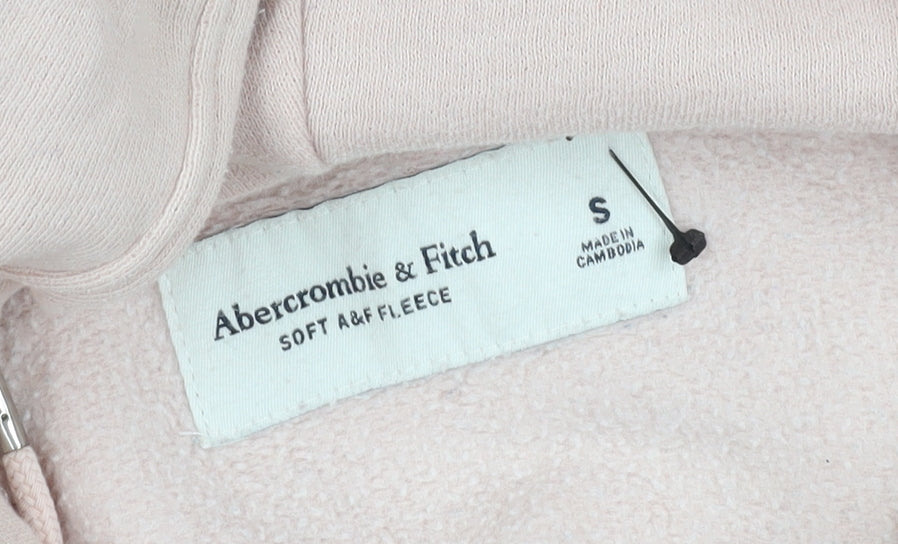 Abercrombie & Fitch
SOFT A&F FLEECE
S
MADE IN
CAMBODIA